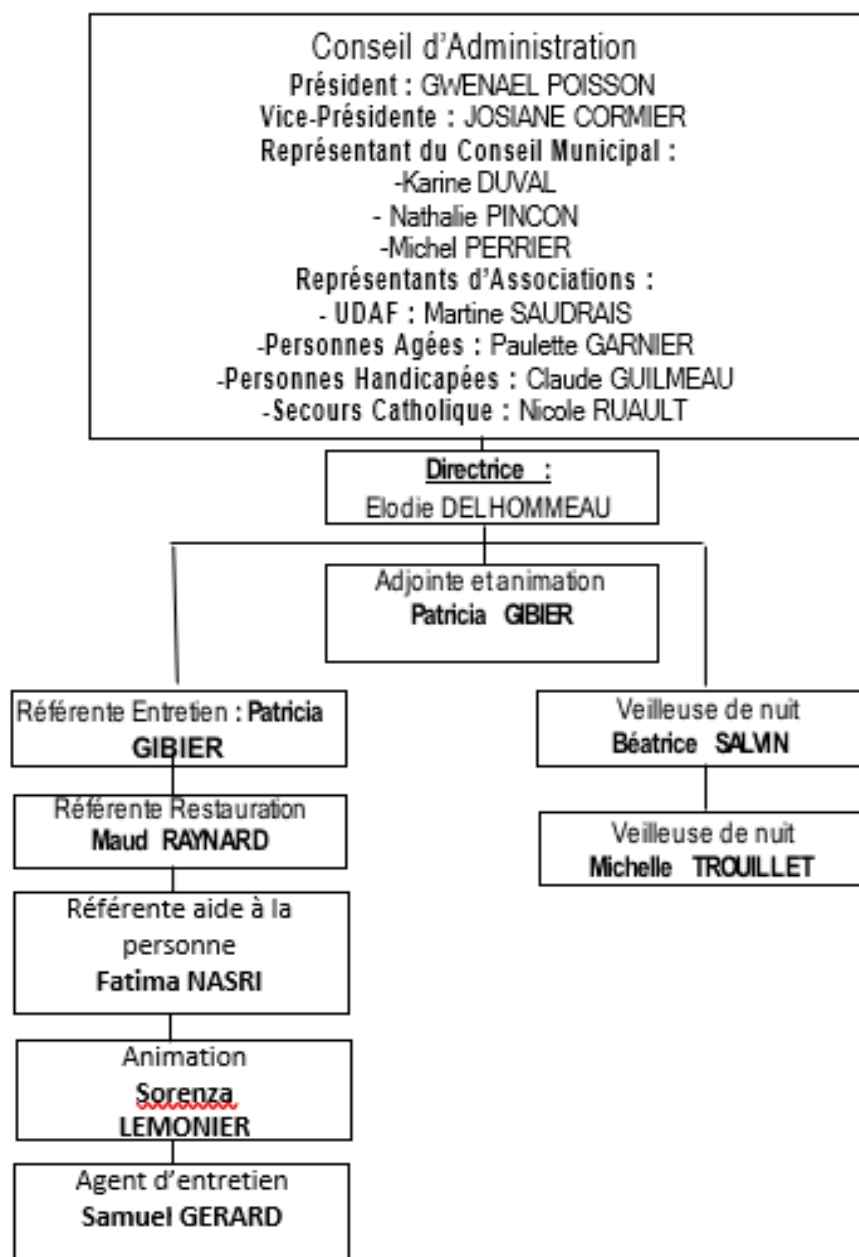 Conseil d'Administration
Président : GWENAEL POISSON
Vice-Présidente : JOSIANE CORMIER
Représentant du Conseil Municipal :
-Karine DUVAL
- Nathalie PINCON
-Michel PERRIER
Représentants d'Associations :
- UDAF : Martine SAUDRAIS
-Personnes Agées : Paulette GARNIER
-Personnes Handicapées : Claude GUILMEAU
-Secours Catholique : Nicole RUAULT
Directrice :
Elodie DELHOMMEAU
Adjointe et animation
Patricia GIBIER
Référente Entretien : Patricia
GIBIER
Référente Restauration
Maud RAYNARD
Référente aide à la
personne
Fatima NASRI
Animation
Sorenza
LEMONIER
Agent d'entretien
Samuel GERARD
Veilleuse de nuit
Béatrice SALVIN
Veilleuse de nuit
Michelle TROUILLET